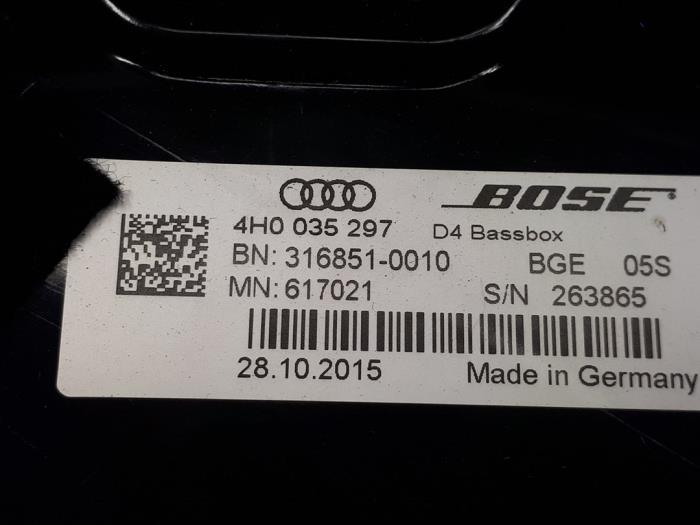 BOSE
4H0 035 297 D4 Bassbox
BN: 316851-0010 BGE 05S
MN: 617021 S/N 263865
28.10.2015 Made in Germany